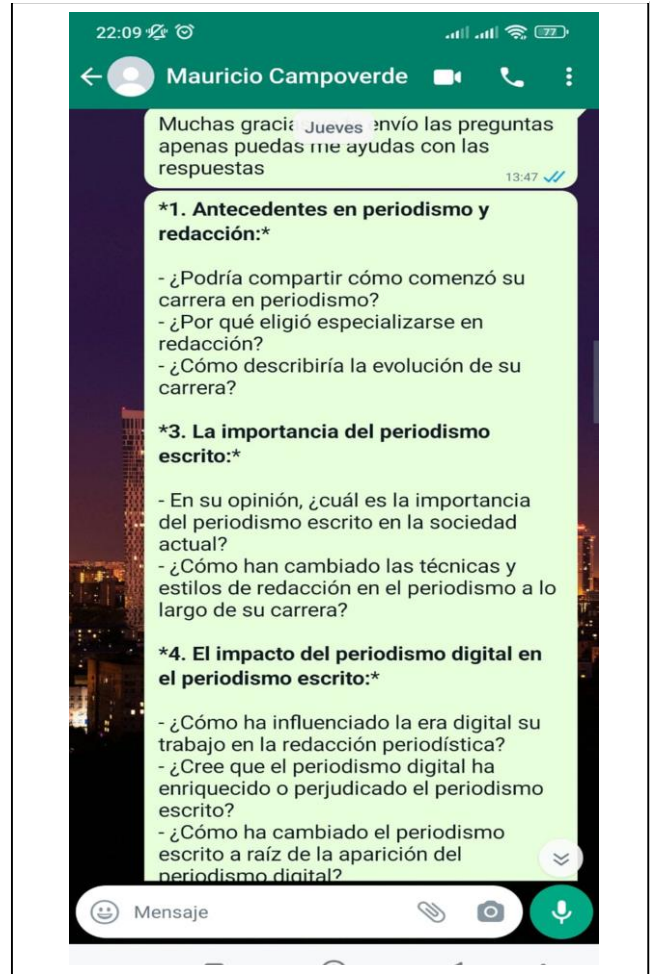 22:09
77
Mauricio Campoverde
Jueves
Muchas gracia envío las preguntas
apenas puedas me ayudas con las
respuestas
13:47
*1. Antecedentes en periodismo y
redacción:*
- ¿Podría compartir cómo comenzó su
carrera en periodismo?
- ¿Por qué eligió especializarse en
redacción?
- ¿Cómo describiría la evolución de su
carrera?
*3. La importancia del periodismo
escrito:*
- En su opinión, ¿cuál es la importancia
del periodismo escrito en la sociedad
actual?
- ¿Cómo han cambiado las técnicas y
estilos de redacción en el periodismo a lo
largo de su carrera?
*4. El impacto del periodismo digital en
el periodismo escrito:*
- ¿Cómo ha influenciado la era digital su
trabajo en la redacción periodística?
- ¿Cree que el periodismo digital ha
enriquecido o perjudicado el periodismo
escrito?
- ¿Cómo ha cambiado el periodismo
escrito a raíz de la aparición del
periodismo digital?
Mensaje